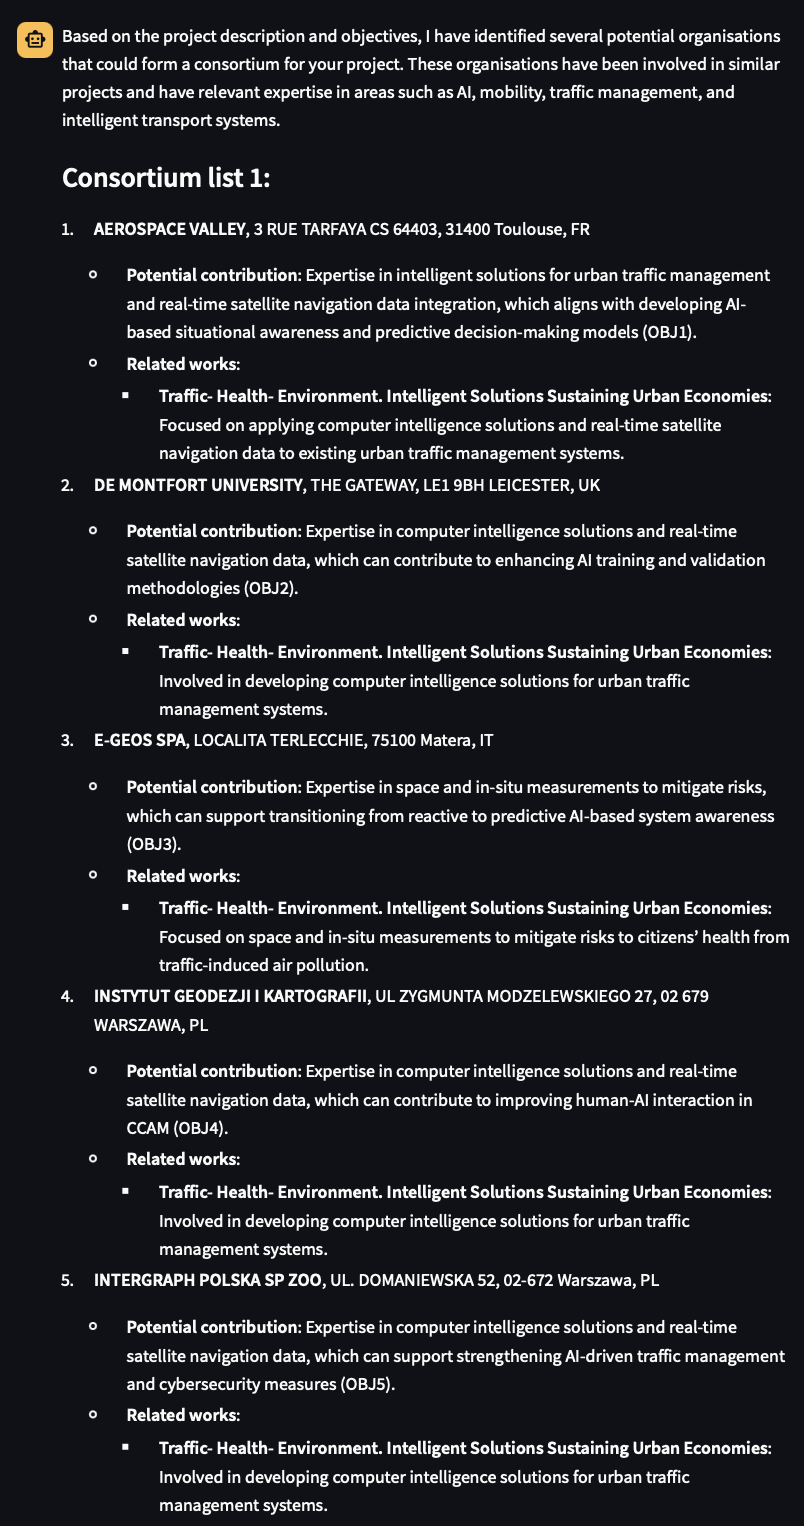 Based on the project description and objectives, I have identified several potential organisations
that could form a consortium for your project. These organisations have been involved in similar
projects and have relevant expertise in areas such as AI, mobility, traffic management, and
intelligent transport systems.
Consortium list 1:
1. AEROSPACE VALLEY, 3 RUE TARFAYA CS 64403, 31400 Toulouse, FR
Potential contribution: Expertise in intelligent solutions for urban traffic management
and real-time satellite navigation data integration, which aligns with developing AI-
based situational awareness and predictive decision-making models (OBJ1).
Related works:
Traffic- Health- Environment. Intelligent Solutions Sustaining Urban Economies:
Focused on applying computer intelligence solutions and real-time satellite
navigation data to existing urban traffic management systems.
2. DE MONTFORT UNIVERSITY, THE GATEWAY, LE1 9BH LEICESTER, UK
Potential contribution: Expertise in computer intelligence solutions and real-time
satellite navigation data, which can contribute to enhancing AI training and validation
methodologies (OBJ2).
Related works:
Traffic- Health- Environment. Intelligent Solutions Sustaining Urban Economies:
Involved in developing computer intelligence solutions for urban traffic
management systems.
3. E-GEOS SPA, LOCALITA TERLECCHIE, 75100 Matera, IT
Potential contribution: Expertise in space and in-situ measurements to mitigate risks,
which can support transitioning from reactive to predictive AI-based system awareness
(OBJ3).
Related works:
Traffic- Health- Environment. Intelligent Solutions Sustaining Urban Economies:
Focused on space and in-situ measurements to mitigate risks to citizens’ health from
traffic-induced air pollution.
4. INSTYTUT GEODEZJI I KARTOGRAFII, UL ZYGMUNTA MODZELEWSKIEGO 27, 02 679
WARSZAWA, PL
Potential contribution: Expertise in computer intelligence solutions and real-time
satellite navigation data, which can contribute to improving human-AI interaction in
CCAM (OBJ4).
Related works:
Traffic- Health- Environment. Intelligent Solutions Sustaining Urban Economies:
Involved in developing computer intelligence solutions for urban traffic
management systems.
5. INTERGRAPH POLSKA SP ZOO, UL. DOMANIEWSKA 52, 02-672 Warszawa, PL
Potential contribution: Expertise in computer intelligence solutions and real-time
satellite navigation data, which can support strengthening AI-driven traffic management
and cybersecurity measures (OBJ5).
Related works:
Traffic- Health- Environment. Intelligent Solutions Sustaining Urban Economies:
Involved in developing computer intelligence solutions for urban traffic
management systems.